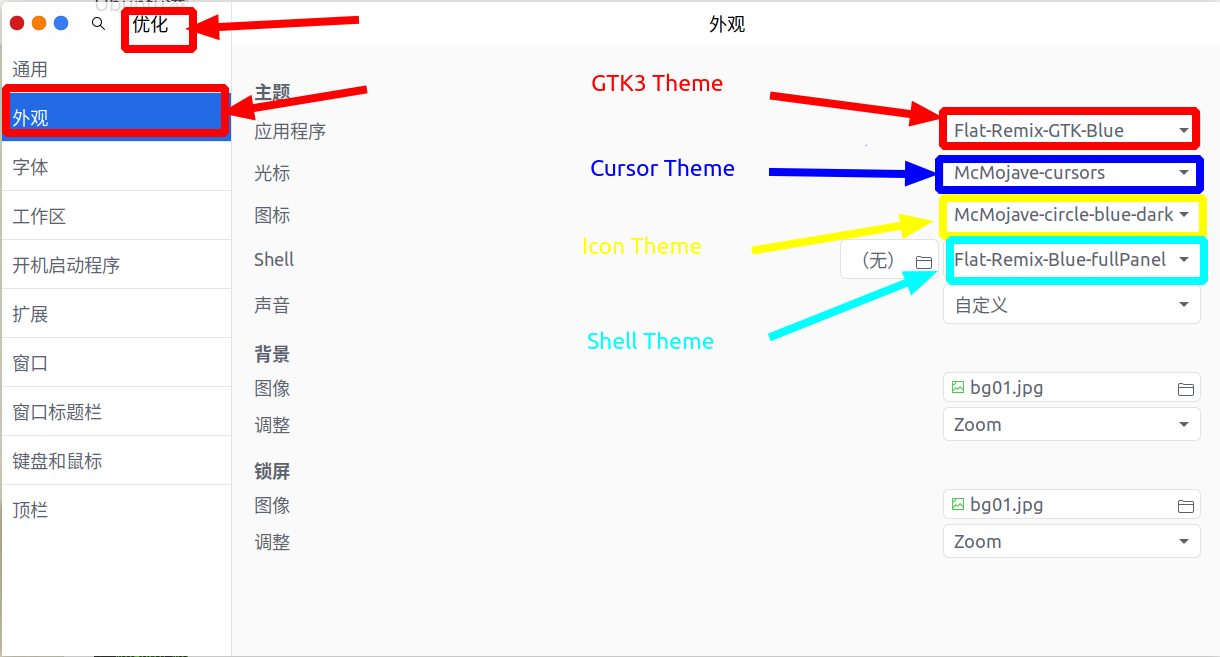 优化
外观
通用
外观
字体
工作区
开机启动程序
扩展
窗口
窗口标题栏
键盘和鼠标
顶栏
主题
GTK3 Theme
应用程序
Flat-Remix-GTK-Blue
Cursor Theme
光标
McMojave-cursors
图标
McMojave-circle-blue-dark
Icon Theme
Shell
（无）
Flat-Remix-Blue-fullPanel
声音
自定义
Shell Theme
背景
图像
bg01.jpg
调整
Zoom
锁屏
图像
bg01.jpg
调整
Zoom